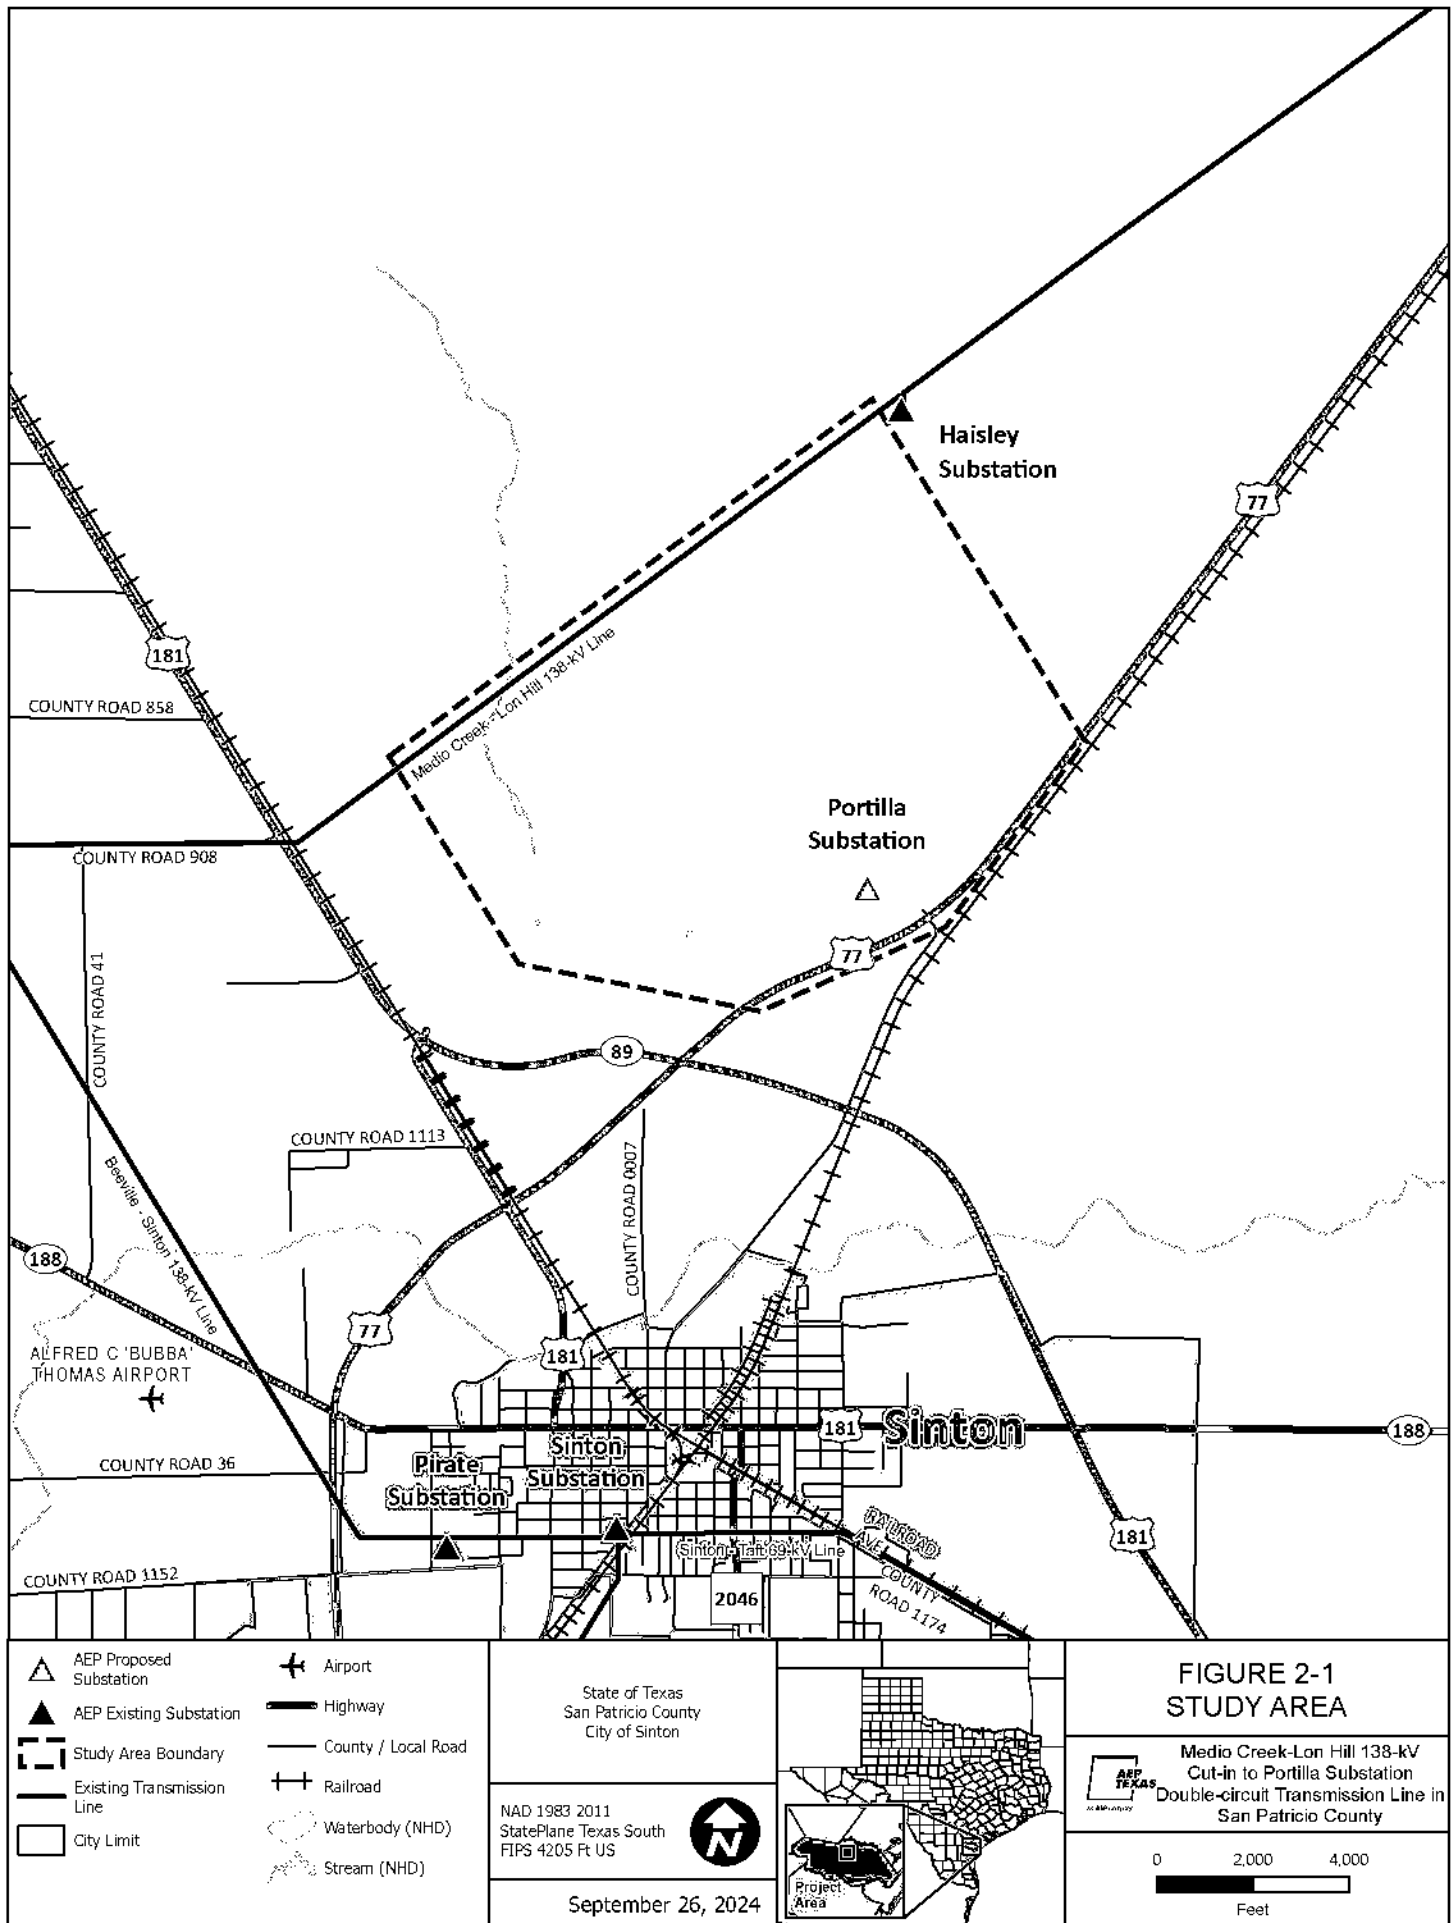 Haisley
Substation
77
181
Medio Creek - Lon Hill 138-kV Line
COUNTY ROAD 858
Portilla
Substation
COUNTY ROAD 908
77
COUNTY ROAD 41
89
COUNTY ROAD 1113
COUNTY ROAD 0007
Beeville - Sinton 138-kV Line
188
77
ALFRED C 'BUBBA'
THOMAS AIRPORT
181
181
Sinton
188
COUNTY ROAD 36
Pirate
Substation
Sinton
Substation
RAILROAD
AVE
181
Sinton - Taft 69-kV Line
COUNTY ROAD 1152
COUNTY
ROAD 1174
2046
AEP Proposed
Substation
AEP Existing Substation
Study Area Boundary
Existing Transmission
Line
City Limit
Airport
Highway
County / Local Road
Railroad
Waterbody (NHD)
Stream (NHD)
State of Texas
San Patricio County
City of Sinton
NAD 1983 2011
StatePlane Texas South
FIPS 4205 Ft US
N
September 26, 2024
Project
Area
FIGURE 2-1
STUDY AREA
AEP
TEXAS
Medio Creek-Lon Hill 138-kV
Cut-in to Portilla Substation
Double-circuit Transmission Line in
San Patricio County
0 2,000 4,000
Feet